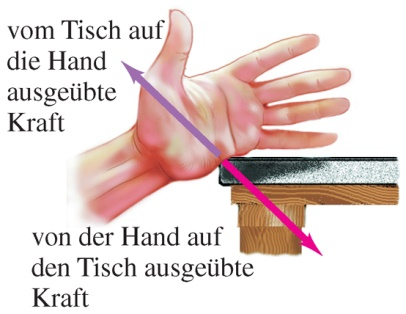 vom Tisch auf
die Hand
ausgeübte
Kraft
von der Hand auf
den Tisch ausgeübte
Kraft